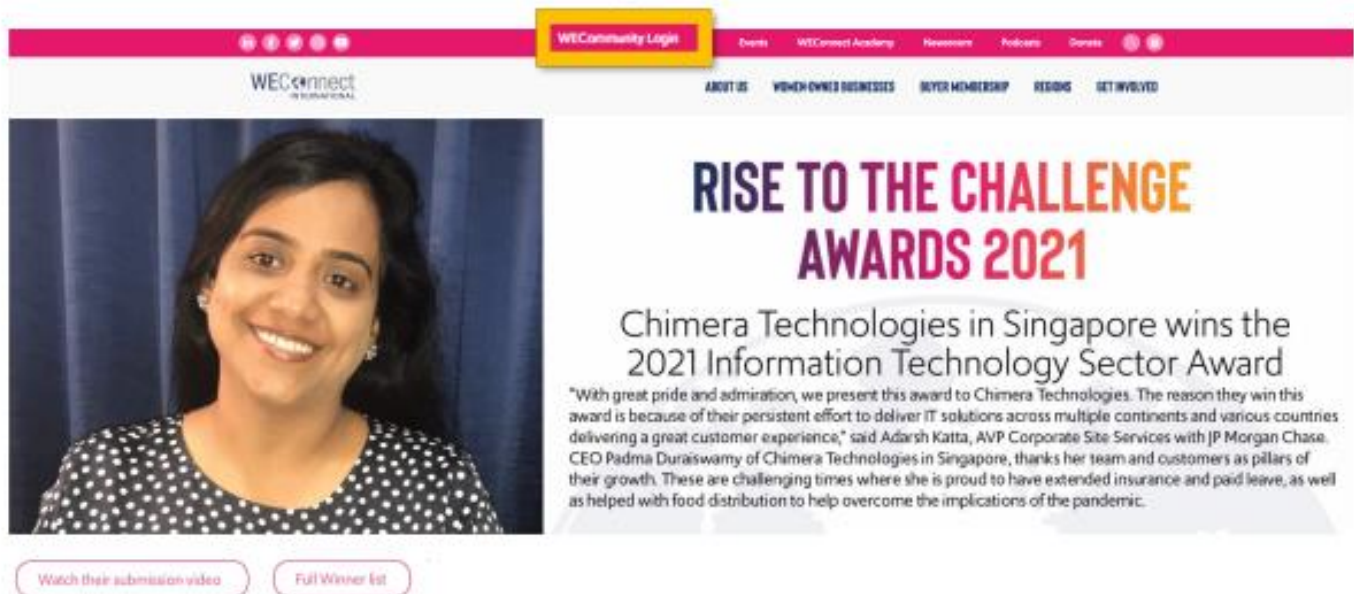 WECommunity Login
Events WEConnect Academy Newsroom Podcasts Donate
WEConnect
INTERNATIONAL
ABOUT US WOMEN-OWNED BUSINESSES BUYER MEMBERSHIP REGIONS GET INVOLVED
RISE TO THE CHALLENGE
AWARDS 2021
Chimera Technologies in Singapore wins the
2021 Information Technology Sector Award
"With great pride and admiration, we present this award to Chimera Technologies. The reason they win this
award is because of their persistent effort to deliver IT solutions across multiple continents and various countries
delivering a great customer experience," said Adarsh Katta, AVP Corporate Site Services with JP Morgan Chase.
CEO Padma Duraiswamy of Chimera Technologies in Singapore, thanks her team and customers as pillars of
their growth. These are challenging times where she is proud to have extended insurance and paid leave, as well
as helped with food distribution to help overcome the implications of the pandemic.
Watch their submission video
Full Winner list